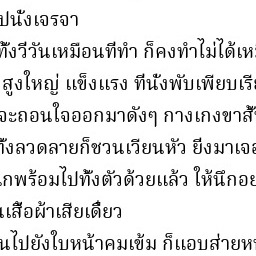 ปนั่งเจรจา
ทั้งวี่วันเหมือนที่ทำ ก็คงทำไม่ได้เหมื
สูงใหญ่ แข็งแรง ที่นั่งพับเพียบเรี
จะถอนใจออกมาดังๆ กางเกงขาสั้
ทั้งลวดลายก็ชวนเวียนหัว ยิ่งมาเจอ
กพร้อมไปทั้งตัวด้วยแล้ว ให้นึกอย
นเสื้อผ้าเสียเดี๋ยว
นไปยังใบหน้าคมเข้ม ก็แอบส่ายห